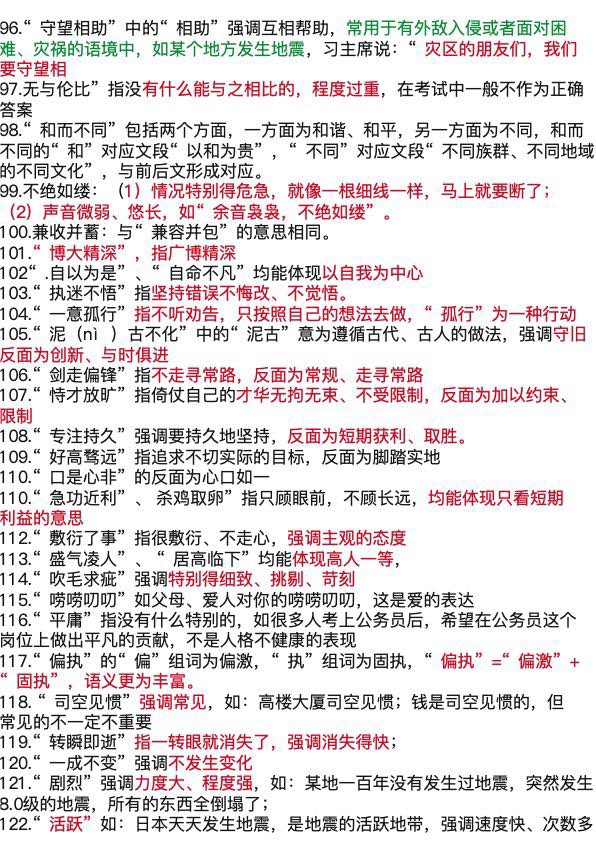 96.“ 守望相助”中的“ 相助”强调互相帮助，常用于有外敌入侵或者面对困
难、灾祸的语境中，如某个地方发生地震，习主席说：“ 灾区的朋友们，我们
要守望相
97.无与伦比”指没有什么能与之相比的，程度过重，在考试中一般不作为正确
答案
98.“ 和而不同”包括两个方面，一方面为和谐、和平，另一方面为不同，和而
不同的“ 和”对应文段“ 以和为贵”，“ 不同”对应文段“ 不同族群、不同地域
的不同文化”，与前后文形成对应。
99.不绝如缕：（1）情况特别得危急，就像一根细线一样，马上就要断了；
（2）声音微弱、悠长，如“ 余音袅袅，不绝如缕”。
100.兼收并蓄：与“ 兼容并包”的意思相同。
101.“ 博大精深”，指广博精深
102“ .自以为是”、“ 自命不凡”均能体现以自我为中心
103.“ 执迷不悟”指坚持错误不悔改、不觉悟。
104.“ 一意孤行”指不听劝告，只按照自己的想法去做，“ 孤行”为一种行动
105.“ 泥（nì ）古不化”中的“ 泥古”意为遵循古代、古人的做法，强调守旧
反面为创新、与时俱进
106.“ 剑走偏锋”指不走寻常路，反面为常规、走寻常路
107.“ 恃才放旷”指倚仗自己的才华无拘无束、不受限制，反面为加以约束、
限制
108.“ 专注持久”强调要持久地坚持，反面为短期获利、取胜。
109.“ 好高骛远”指追求不切实际的目标，反面为脚踏实地
110.“ 口是心非”的反面为心口如一
110.“ 急功近利”、 杀鸡取卵”指只顾眼前，不顾长远，均能体现只看短期
利益的意思
112.“ 敷衍了事”指很敷衍、不走心，强调主观的态度
113.“ 盛气凌人”、“ 居高临下”均能体现高人一等，
114.“ 吹毛求疵”强调特别得细致、挑剔、苛刻
115.“ 唠唠叨叨”如父母、爱人对你的唠唠叨叨，这是爱的表达
116.“ 平庸”指没有什么特别的，如很多人考上公务员后，希望在公务员这个
岗位上做出平凡的贡献，不是人格不健康的表现
117.“ 偏执”的“ 偏”组词为偏激，“ 执”组词为固执，“ 偏执”=“ 偏激”+
“ 固执”，语义更为丰富。
118.“ 司空见惯”强调常见，如：高楼大厦司空见惯；钱是司空见惯的，但
常见的不一定不重要
119.“ 转瞬即逝”指一转眼就消失了，强调消失得快；
120.“ 一成不变”强调不发生变化
121.“ 剧烈”强调力度大、程度强，如：某地一百年没有发生过地震，突然发生
8.0级的地震，所有的东西全倒塌了；
122.“ 活跃”如：日本天天发生地震，是地震的活跃地带，强调速度快、次数多